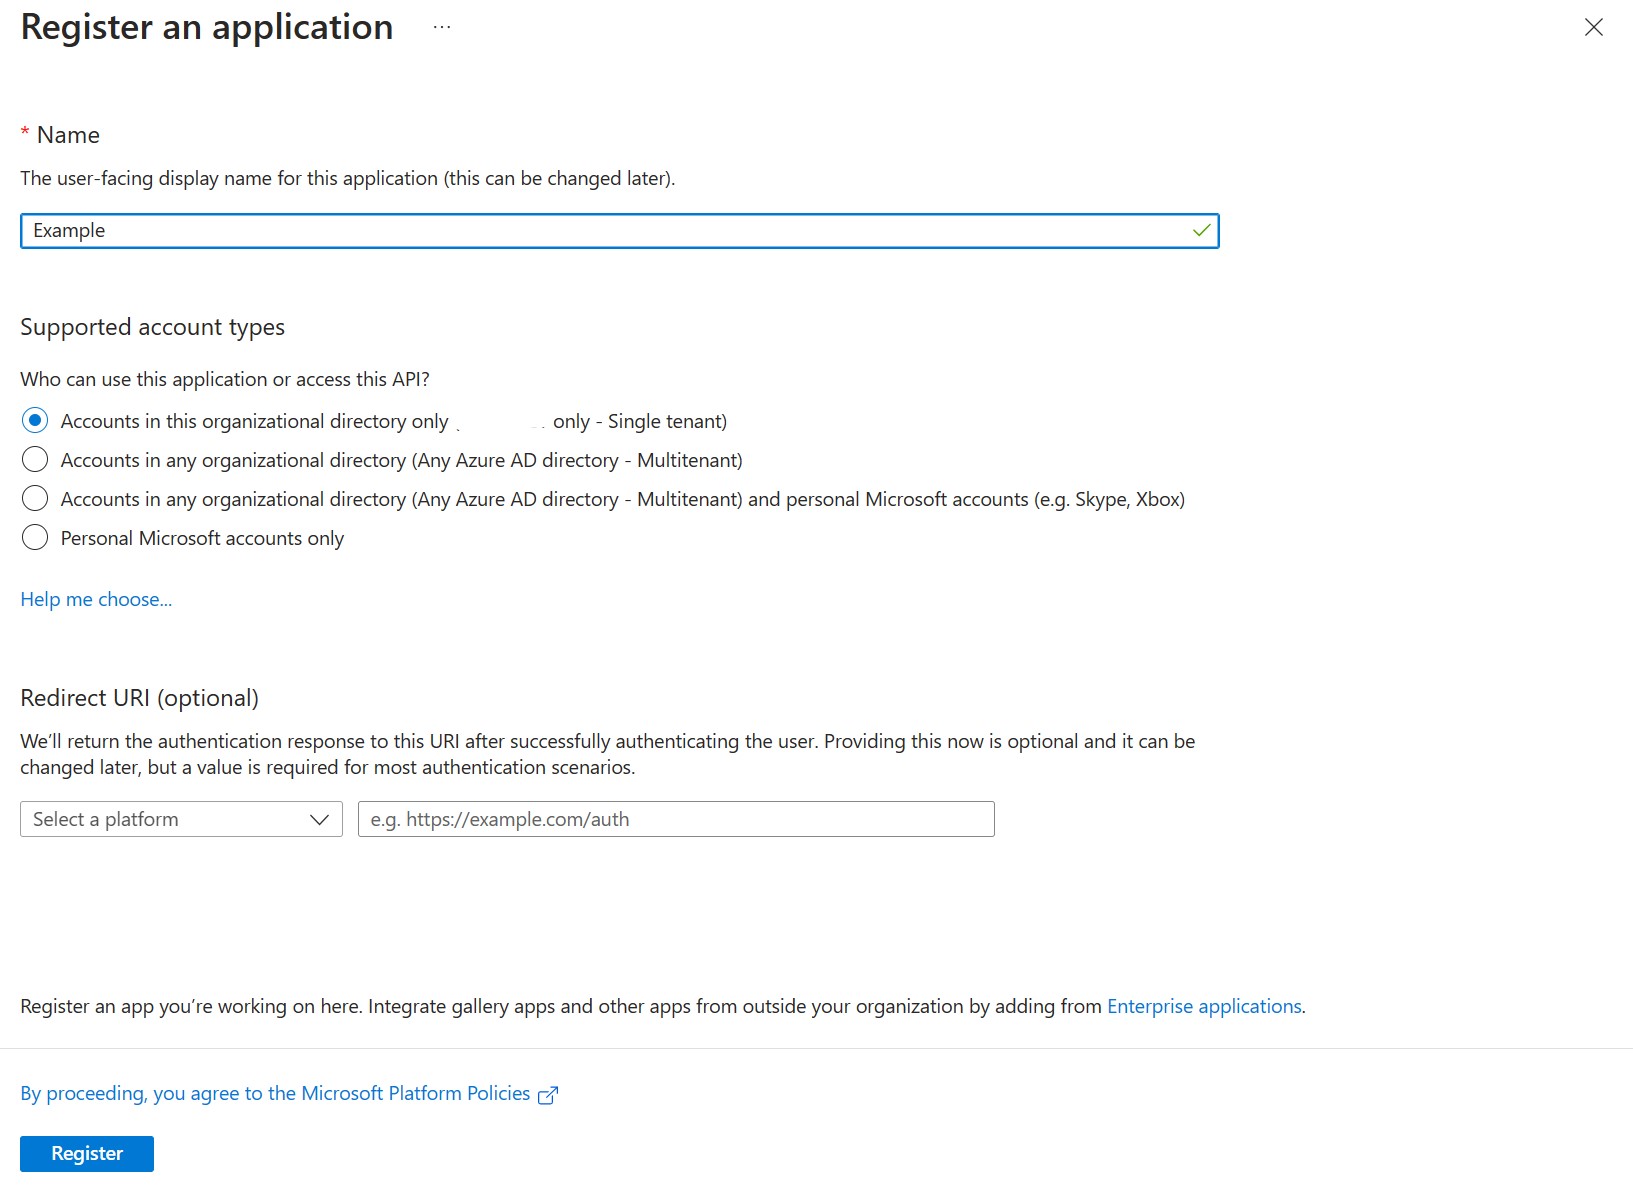 Register an application ...
* Name
The user-facing display name for this application (this can be changed later).
Example
Supported account types
Who can use this application or access this API?
Accounts in this organizational directory only only - Single tenant)
Accounts in any organizational directory (Any Azure AD directory - Multitenant)
Accounts in any organizational directory (Any Azure AD directory - Multitenant) and personal Microsoft accounts (e.g. Skype, Xbox)
Personal Microsoft accounts only
Help me choose...
Redirect URI (optional)
We’ll return the authentication response to this URI after successfully authenticating the user. Providing this now is optional and it can be
changed later, but a value is required for most authentication scenarios.
Select a platform
e.g. https://example.com/auth
Register an app you’re working on here. Integrate gallery apps and other apps from outside your organization by adding from Enterprise applications.
By proceeding, you agree to the Microsoft Platform Policies
Register